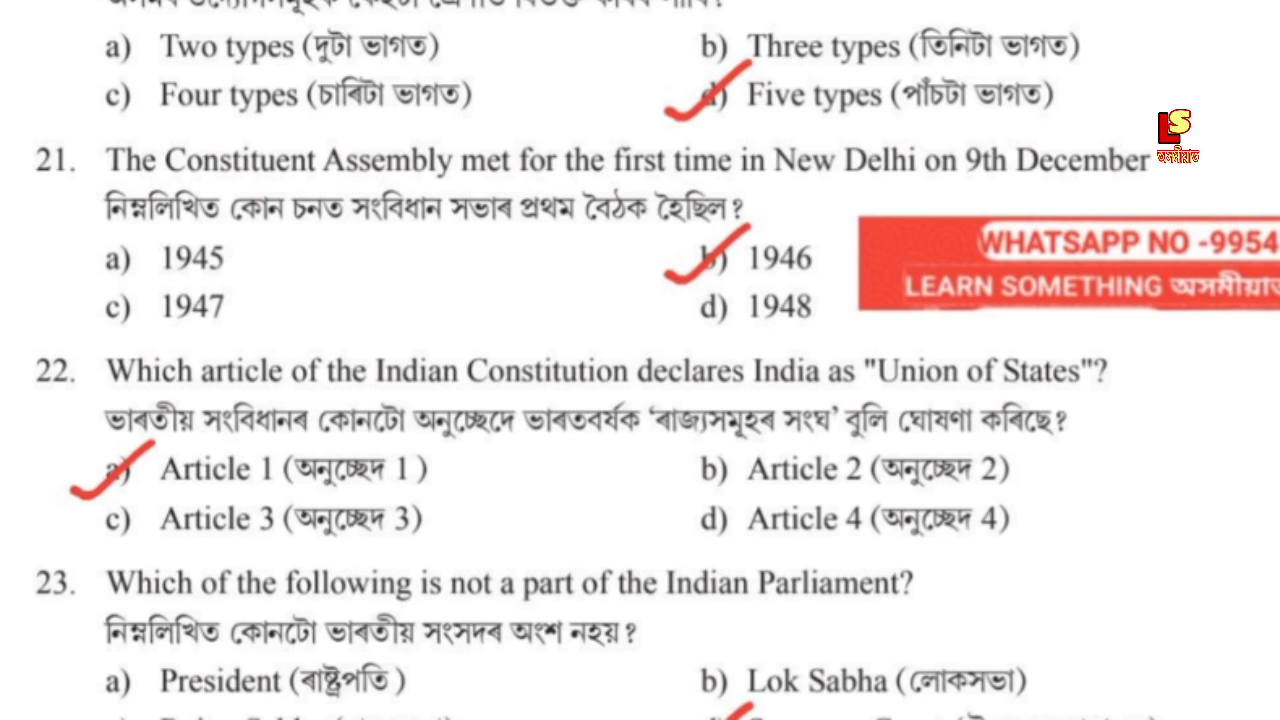 a) Two types (দুটা ভাগত) b) Three types (তিনিটা ভাগত)
c) Four types (চাৰিটা ভাগত) d) Five types (পাঁচটা ভাগত)
21. The Constituent Assembly met for the first time in New Delhi on 9th December
LS
অসমীয়াত
নিম্নলিখিত কোন চনত সংবিধান সভাৰ প্ৰথম বৈঠক হৈছিল?
a) 1945 b) 1946
WHATSAPP NO -9954
LEARN SOMETHING অসমীয়াত
c) 1947 d) 1948
22. Which article of the Indian Constitution declares India as "Union of States"?
ভাৰতীয় সংবিধানৰ কোনটো অনুচ্ছেদে ভাৰতবৰ্ষক ‘ৰাজ্যসমূহৰ সংঘ’ বুলি ঘোষণা কৰিছে?
a) Article 1 (অনুচ্ছেদ 1 ) b) Article 2 (অনুচ্ছেদ 2)
c) Article 3 (অনুচ্ছেদ 3) d) Article 4 (অনুচ্ছেদ 4)
23. Which of the following is not a part of the Indian Parliament?
নিম্নলিখিত কোনটো ভাৰতীয় সংসদৰ অংশ নহয়?
a) President (ৰাষ্ট্ৰপতি ) b) Lok Sabha (লোকসভা)